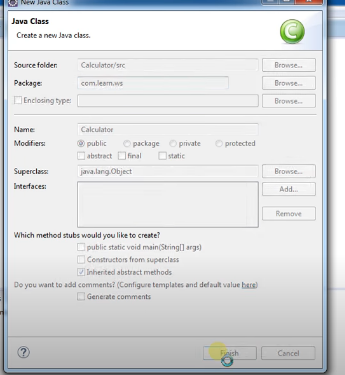 New Java Class
Java Class
Create a new Java class.
Source folder: Calculator/src Browse...
Package: com.learn.ws Browse...
Enclosing type: Browse...
Name: Calculator
Modifiers: public package private protected
abstract final static
Superclass: java.lang.Object Browse...
Interfaces: Add...
Remove
Which method stubs would you like to create?
public static void main(String[] args)
Constructors from superclass
Inherited abstract methods
Do you want to add comments? (Configure templates and default value here)
Generate comments
Finish Cancel